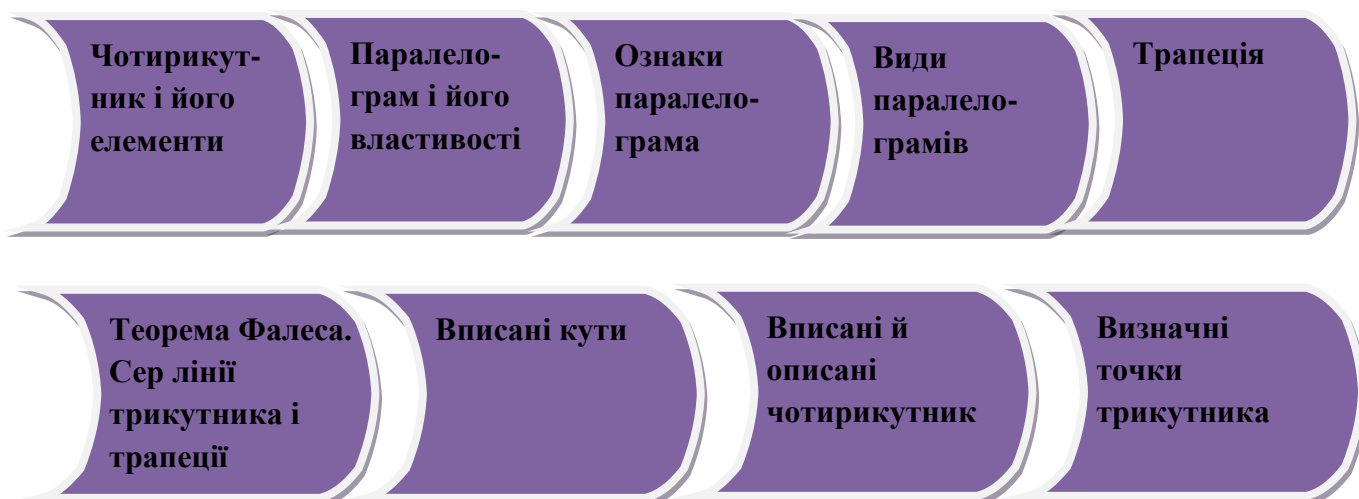 Чотирикут-
ник і його
елементи
Паралело-
грам і його
властивості
Ознаки
паралело-
грама
Види
паралело-
грамів
Трапеція
Теорема Фалеса.
Сер лінії
трикутника і
трапеції
Вписані кути
Вписані й
описані
чотирикутник
Визначні
точки
трикутника